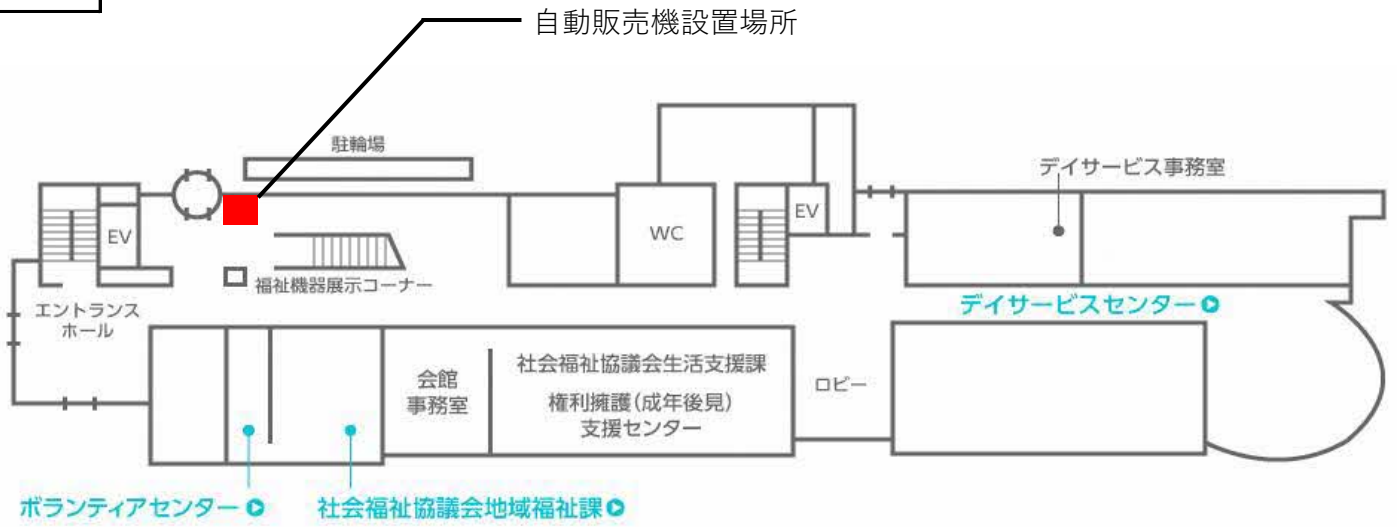 自動販売機設置場所
駐輪場
デイサービス事務室
EV
WC
EV
福祉機器展示コーナー
エントランス
ホール
デイサービスセンター
会館
事務室
社会福祉協議会生活支援課
権利擁護(成年後見)
支援センター
ロビー
ボランティアセンター
社会福祉協議会地域福祉課